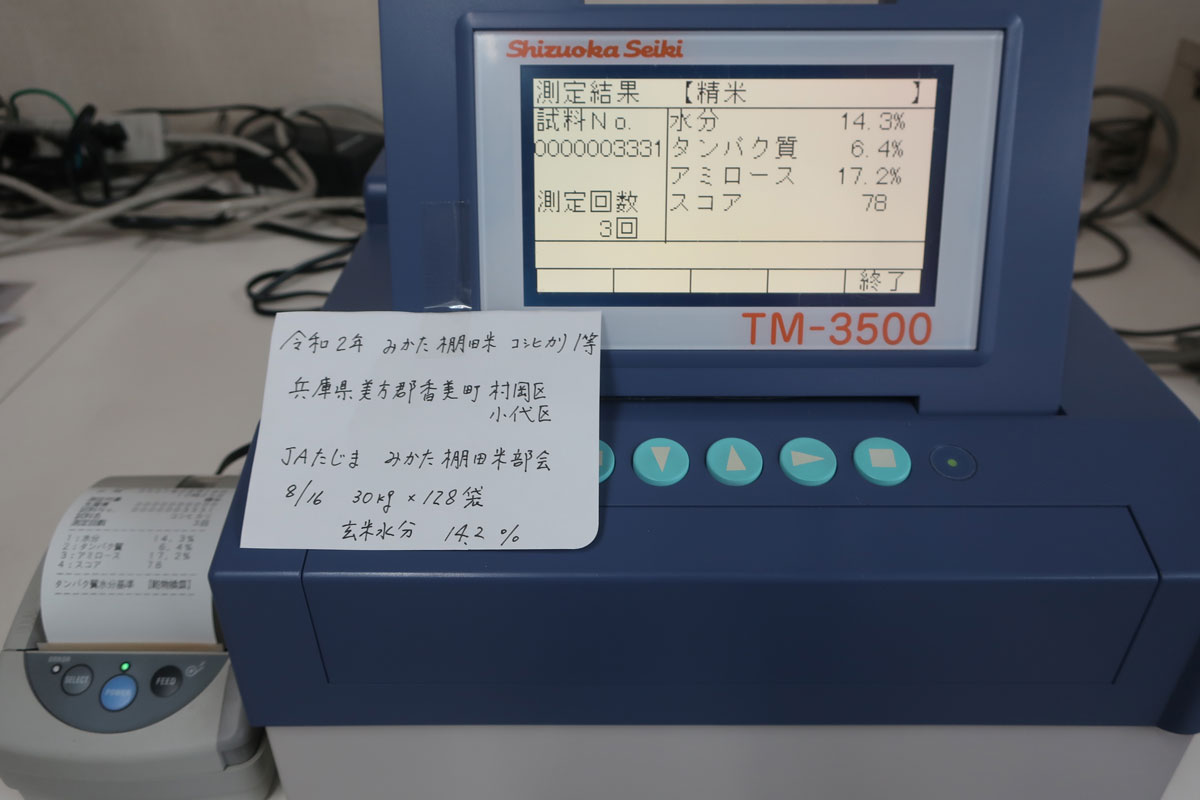 Shizuoka Seiki
測定結果 【精米 】
試料No. 水分 14.3%
0000003331 タンパク質 6.4%
アミロース 17.2%
測定回数 スコア 78
3回
終了
TM-3500
令和2年 みかた棚田米 コシヒカリ1等
兵庫県美方郡香美町 村岡区
小代区
JAたじま みかた棚田米部会
8/16 30kg×128袋
玄米水分 14.2%
1:水分 14.3%
2:タンパク質 6.4%
3:アミロース 17.2%
4:スコア 78
タンパク質水分基準 [乾物換算]
ERROR
SELECT
POWER
FEED